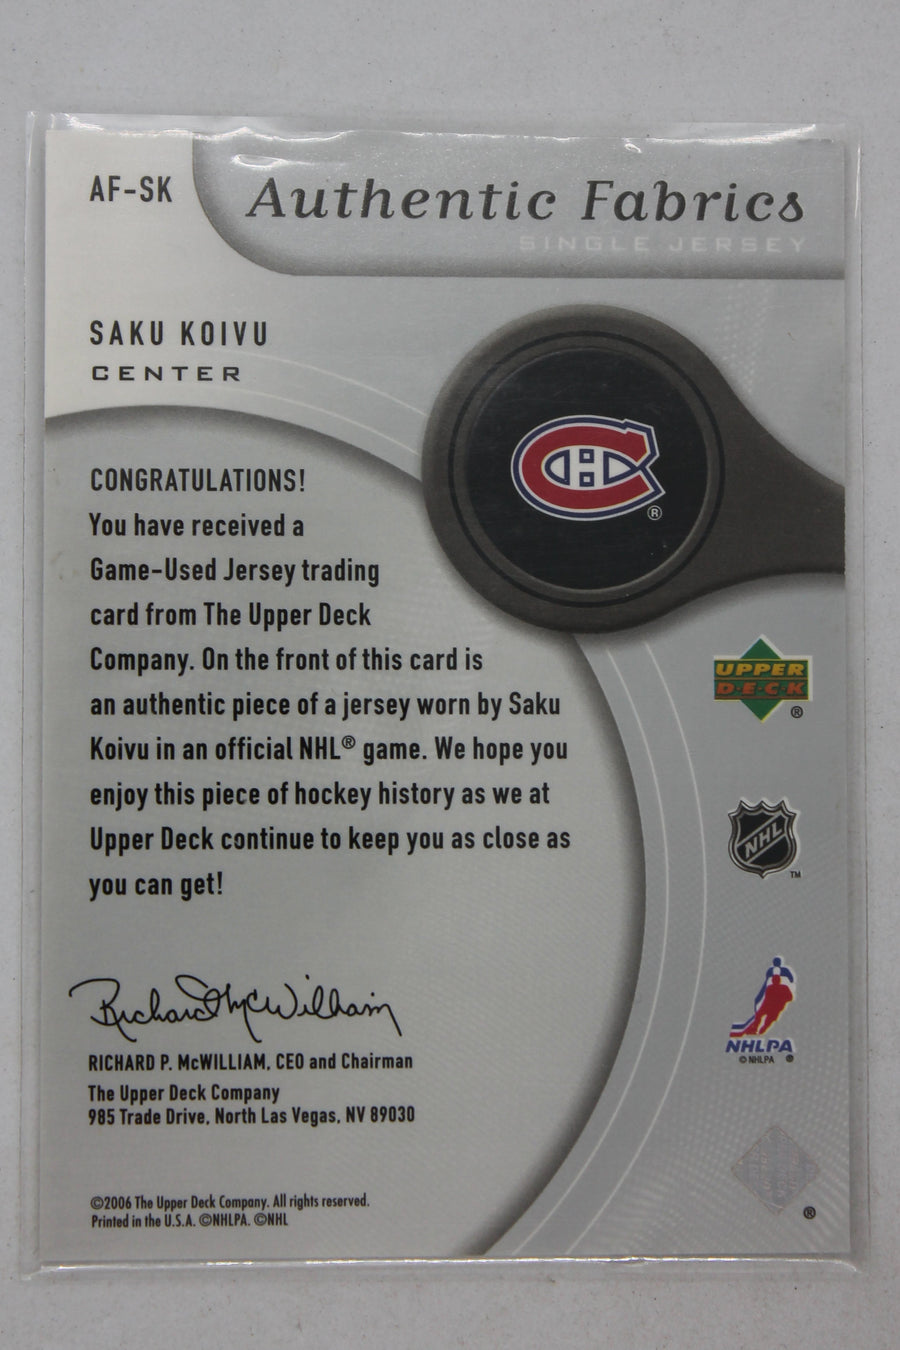 AF-SK
Authentic Fabrics
SINGLE JERSEY
SAKU KOIVU
CENTER
®
CONGRATULATIONS!
You have received a
Game-Used Jersey trading
card from The Upper Deck
Company. On the front of this card is
an authentic piece of a jersey worn by Saku
Koivu in an official NHL® game. We hope you
enjoy this piece of hockey history as we at
Upper Deck continue to keep you as close as
you can get!
UPPER
D·E·C·K
®
NHL
TM
NHLPA
© NHLPA ®
Richard McWilliam
RICHARD P. McWILLIAM, CEO and Chairman
The Upper Deck Company
985 Trade Drive, North Las Vegas, NV 89030
©2006 The Upper Deck Company. All rights reserved.
Printed in the U.S.A. ©NHLPA. ©NHL
®